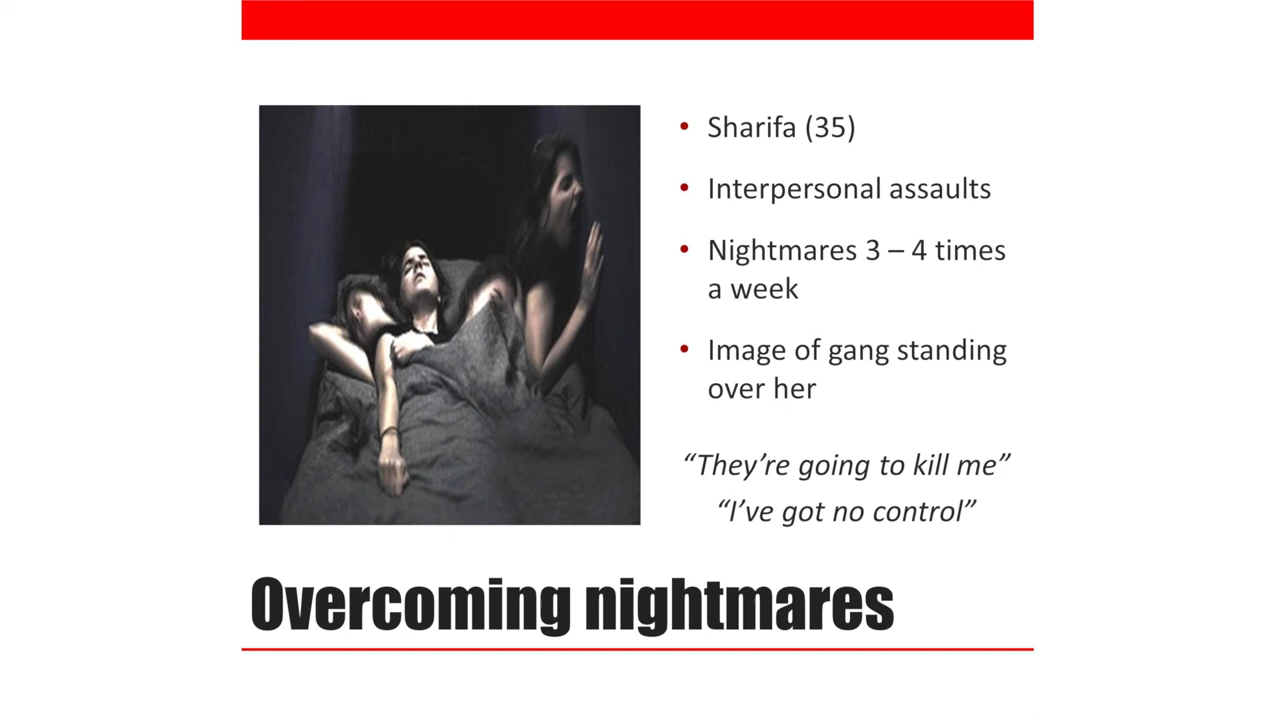 • Sharifa (35)
• Interpersonal assaults
• Nightmares 3 – 4 times
a week
• Image of gang standing
over her
“They’re going to kill me”
“I’ve got no control”
Overcoming nightmares